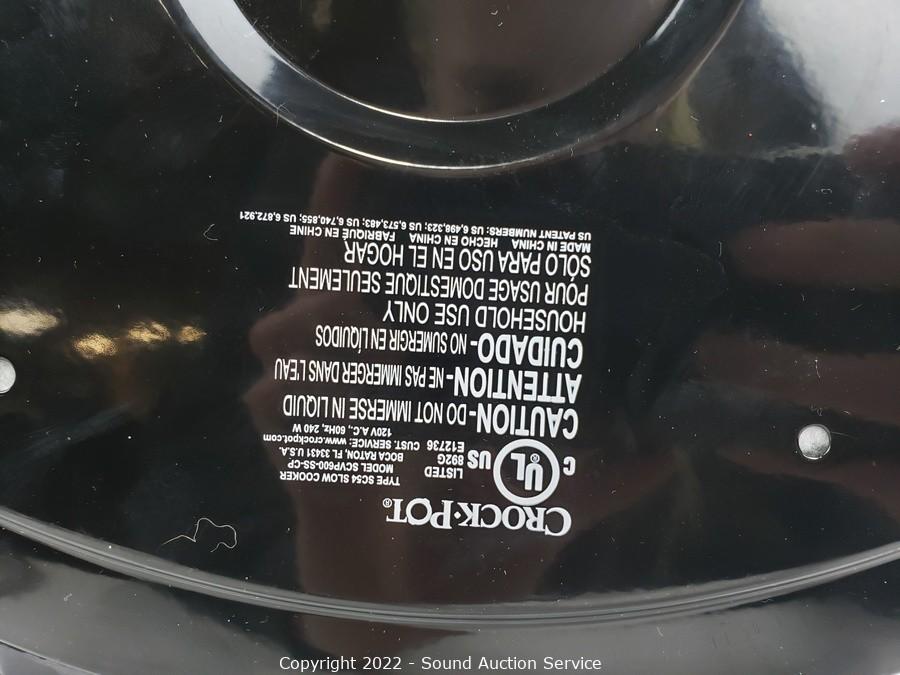 CROCK·POT®
TYPE SC54 SLOW COOKER
MODEL SCVP600-SS-CP
BOCA RATON, FL 33431 U.S.A.
CUST. SERVICE: www.crockpot.com
120V A.C., 60Hz 240 W
C UL® US
LISTED
892G
E12736
CAUTION- DO NOT IMMERSE IN LIQUID
ATTENTION- NE PAS IMMERGER DANS L'EAU
CUIDADO- NO SUMERGIR EN LÍQUIDOS
HOUSEHOLD USE ONLY
POUR USAGE DOMESTIQUE SEULEMENT
SÓLO PARA USO EN EL HOGAR
MADE IN CHINA HECHO EN CHINA FABRIQUÉ EN CHINE
US PATENT NUMBERS: US 6,498,323; US 6,573,483; US 6,740,855; US 6,872,921
Copyright 2022 - Sound Auction Service